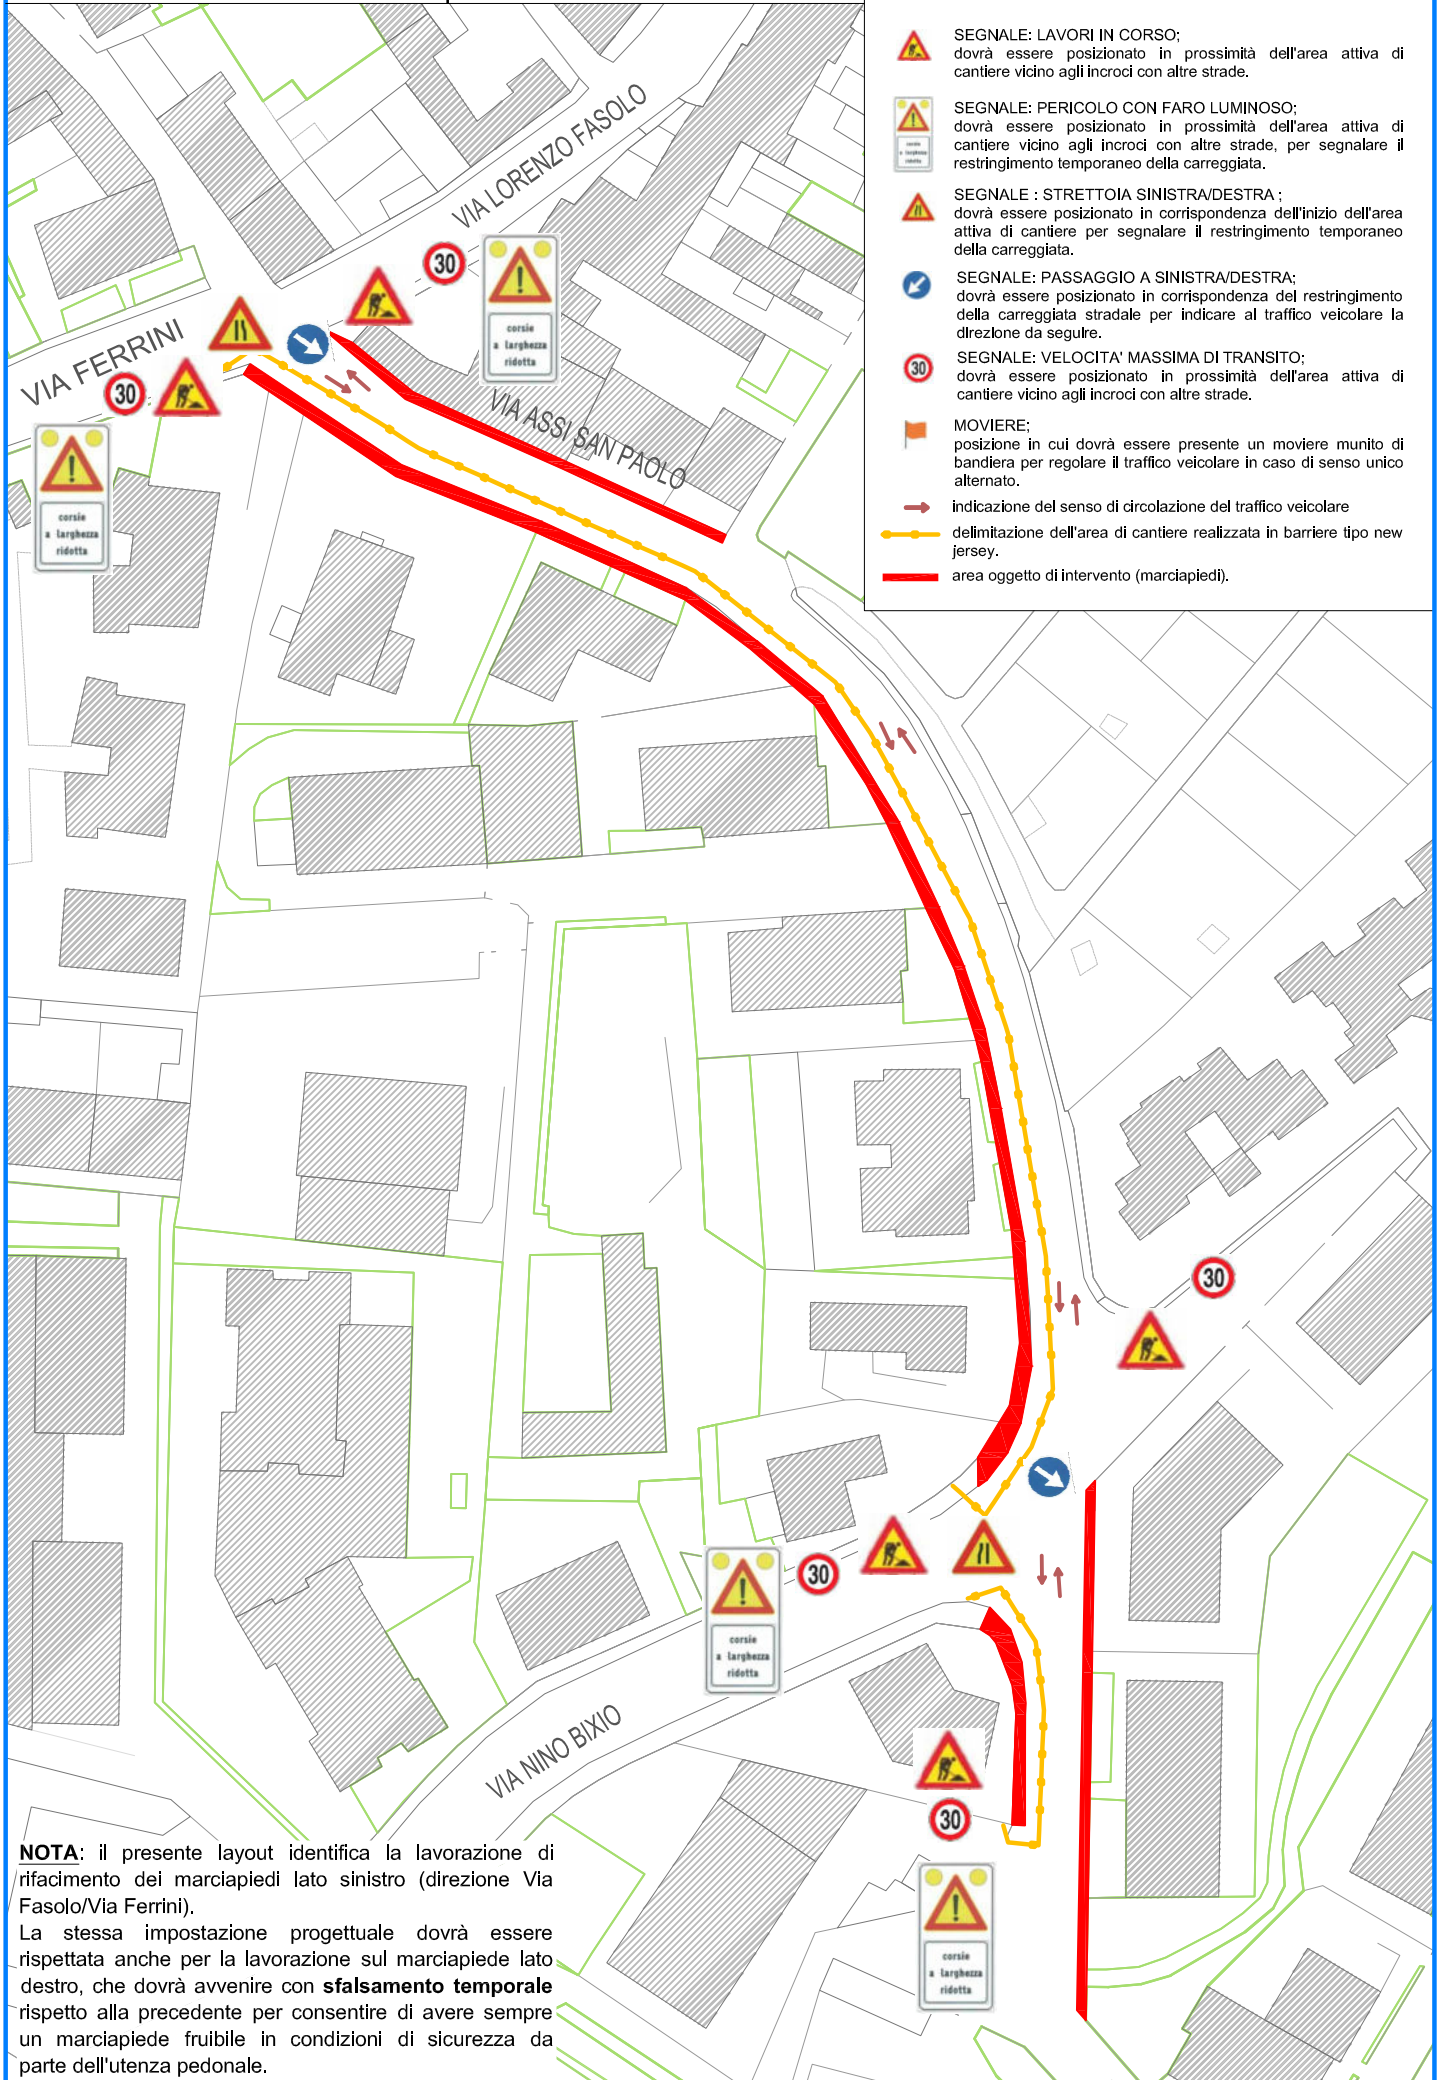 SEGNALE: LAVORI IN CORSO;
dovrà essere posizionato in prossimità dell'area attiva di
cantiere vicino agli incroci con altre strade.
corsie
a larghezza
ridotta
SEGNALE: PERICOLO CON FARO LUMINOSO;
dovrà essere posizionato in prossimità dell'area attiva di
cantiere vicino agli incroci con altre strade, per segnalare il
restringimento temporaneo della carreggiata.
SEGNALE : STRETTOIA SINISTRA/DESTRA ;
dovrà essere posizionato in corrispondenza dell'inizio dell'area
attiva di cantiere per segnalare il restringimento temporaneo
della carreggiata.
SEGNALE: PASSAGGIO A SINISTRA/DESTRA;
dovrà essere posizionato in corrispondenza del restringimento
della carreggiata stradale per indicare al traffico veicolare la
direzione da seguire.
30
SEGNALE: VELOCITA' MASSIMA DI TRANSITO;
dovrà essere posizionato in prossimità dell'area attiva di
cantiere vicino agli incroci con altre strade.
MOVIERE;
posizione in cui dovrà essere presente un moviere munito di
bandiera per regolare il traffico veicolare in caso di senso unico
alternato.
indicazione del senso di circolazione del traffico veicolare
delimitazione dell'area di cantiere realizzata in barriere tipo new
jersey.
area oggetto di intervento (marciapiedi).
VIA LORENZO FASOLO
30
corsie
a larghezza
ridotta
VIA FERRINI
30
corsie
a larghezza
ridotta
VIA ASSI SAN PAOLO
30
30
corsie
a larghezza
ridotta
VIA NINO BIXIO
30
corsie
a larghezza
ridotta
NOTA: il presente layout identifica la lavorazione di
rifacimento dei marciapiedi lato sinistro (direzione Via
Fasolo/Via Ferrini).
La stessa impostazione progettuale dovrà essere
rispettata anche per la lavorazione sul marciapiede lato
destro, che dovrà avvenire con sfalsamento temporale
rispetto alla precedente per consentire di avere sempre
un marciapiede fruibile in condizioni di sicurezza da
parte dell'utenza pedonale.